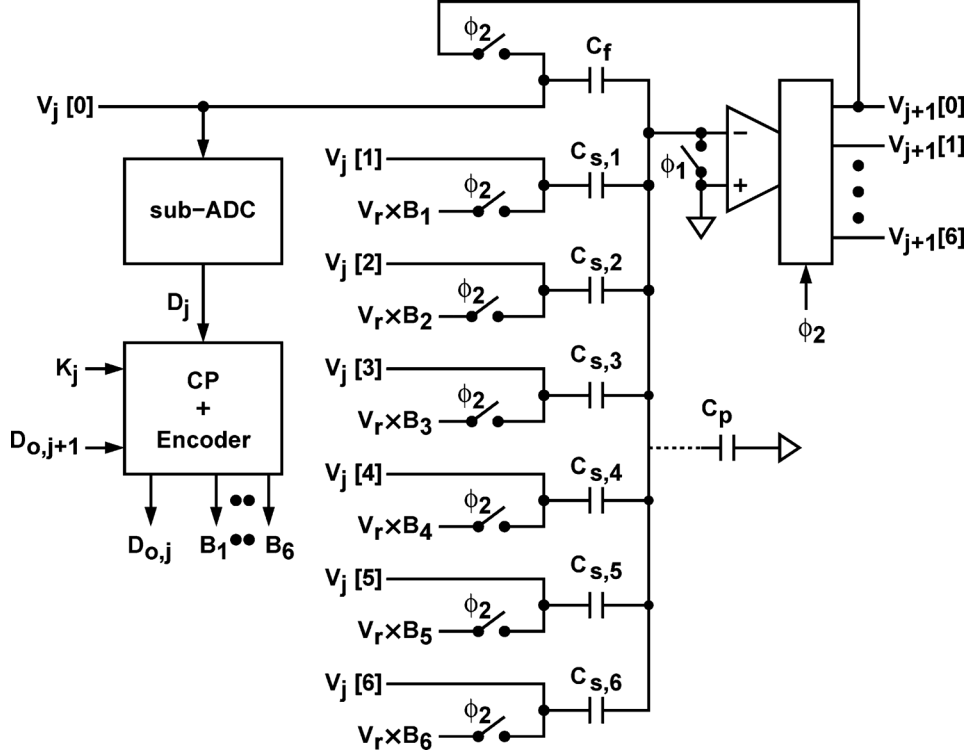 ϕ2
Cf
Vj [0]
Vj+1[0]
Vj [1]
Cs,1
ϕ1
−
+
Vj+1[1]
sub−ADC
ϕ2
Vr×B1
Vj+1[6]
Vj [2]
Cs,2
Dj
ϕ2
Vr×B2
ϕ2
Kj
CP
+
Encoder
Vj [3]
Cs,3
ϕ2
Vr×B3
Cp
Do,j+1
Vj [4]
Cs,4
ϕ2
Vr×B4
Do,j
B1
B6
Vj [5]
Cs,5
ϕ2
Vr×B5
Vj [6]
Cs,6
ϕ2
Vr×B6